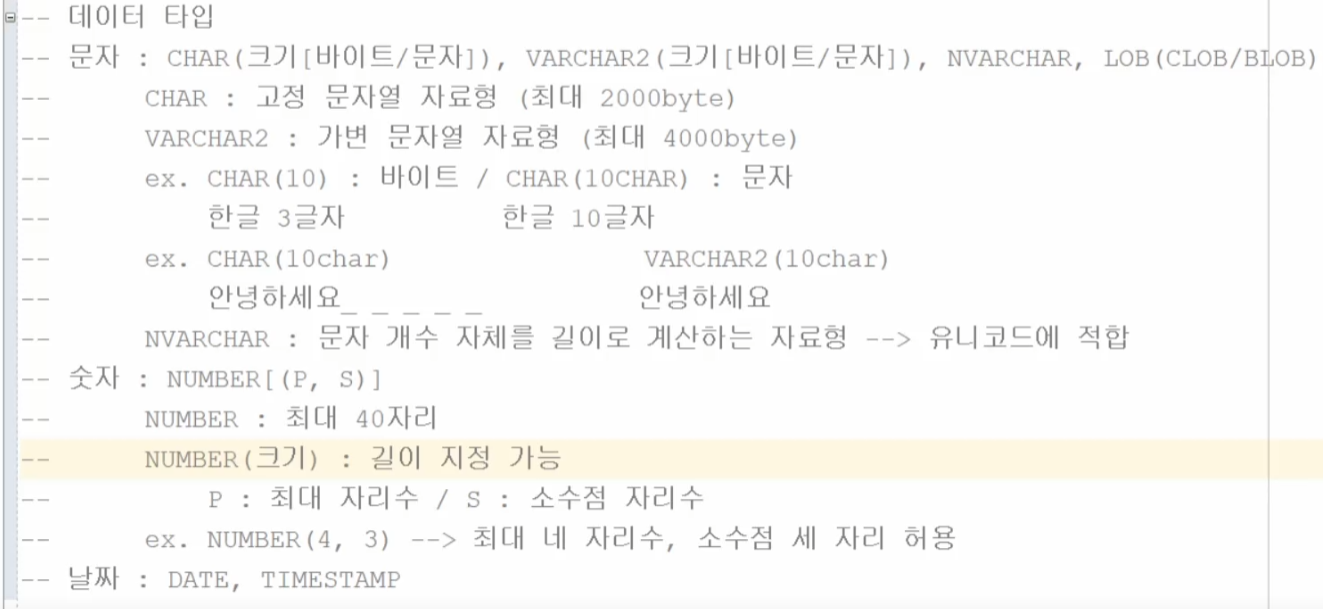 -- 데이터 타입
-- 문자 : CHAR(크기[바이트/문자]), VARCHAR2(크기[바이트/문자]), NVARCHAR, LOB(CLOB/BLOB)
-- CHAR : 고정 문자열 자료형 (최대 2000byte)
-- VARCHAR2 : 가변 문자열 자료형 (최대 4000byte)
-- ex. CHAR(10) : 바이트 / CHAR(10CHAR) : 문자
-- 한글 3글자 한글 10글자
-- ex. CHAR(10char) VARCHAR2(10char)
-- 안녕하세요_ _ _ _ _ 안녕하세요
-- NVARCHAR : 문자 개수 자체를 길이로 계산하는 자료형 --> 유니코드에 적합
-- 숫자 : NUMBER[(P, S)]
-- NUMBER : 최대 40자리
-- NUMBER(크기) : 길이 지정 가능
-- P : 최대 자리수 / S : 소수점 자리수
-- ex. NUMBER(4, 3) --> 최대 네 자리수, 소수점 세 자리 허용
-- 날짜 : DATE, TIMESTAMP